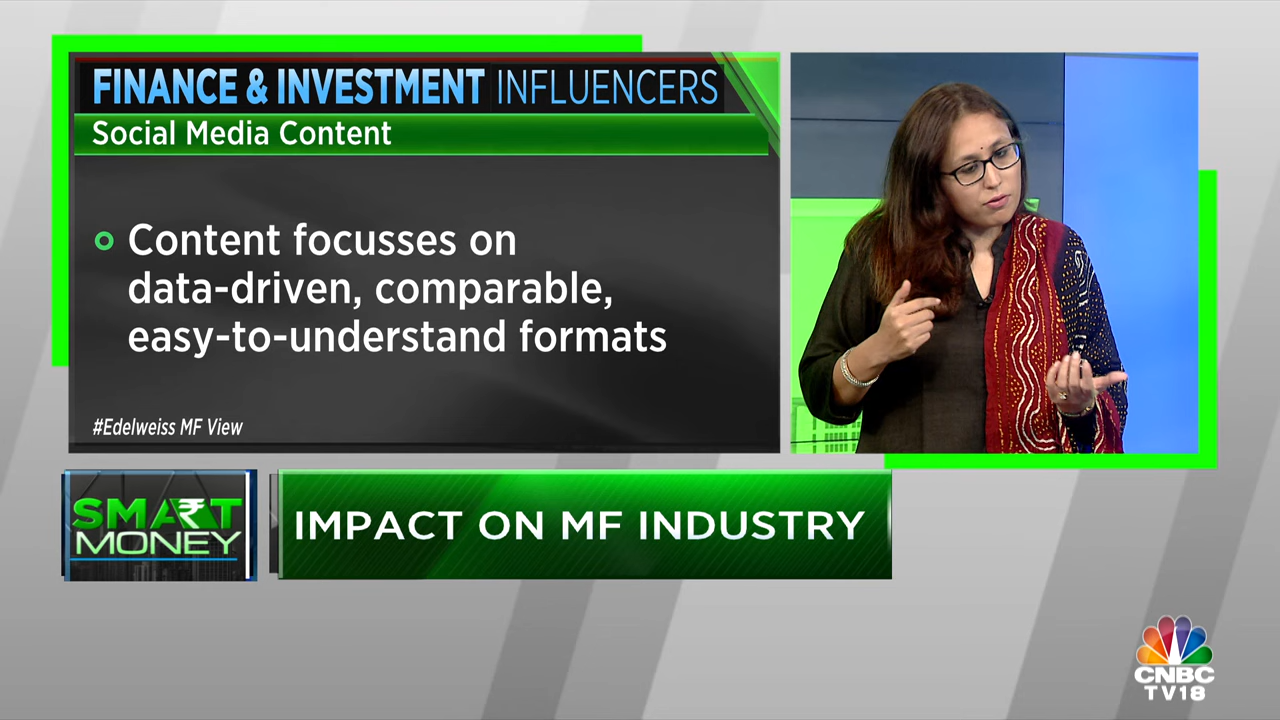 FINANCE & INVESTMENT INFLUENCERS
Social Media Content
Content focusses on
data-driven, comparable,
easy-to-understand formats
#Edelweiss MF View
SMART
MONEY
IMPACT ON MF INDUSTRY
CNBC
TV18